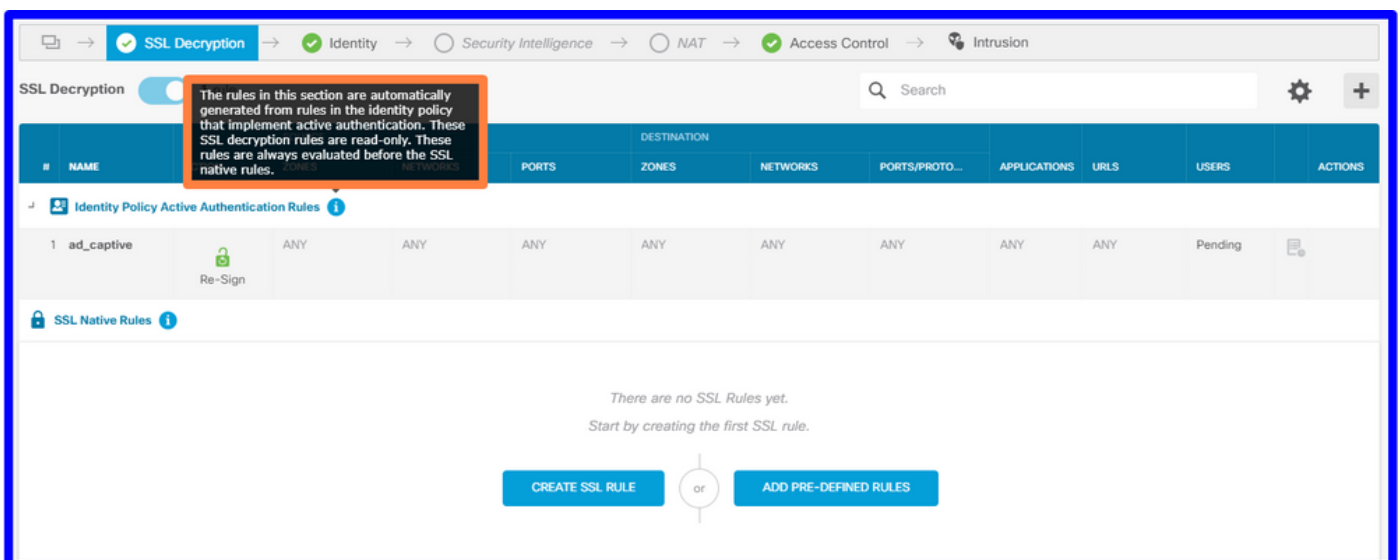 SSL Decryption
Identity
Security Intelligence
NAT
Access Control
Intrusion
SSL Decryption
The rules in this section are automatically
generated from rules in the identity policy
that implement active authentication. These
SSL decryption rules are read-only. These
rules are always evaluated before the SSL
native rules.
Search
DESTINATION
# NAME ZONES NETWORKS PORTS ZONES NETWORKS PORTS/PROTO... APPLICATIONS URLS USERS ACTIONS
Identity Policy Active Authentication Rules
1 ad_captive Re-Sign ANY ANY ANY ANY ANY ANY ANY ANY Pending
SSL Native Rules
There are no SSL Rules yet.
Start by creating the first SSL rule.
CREATE SSL RULE or ADD PRE-DEFINED RULES